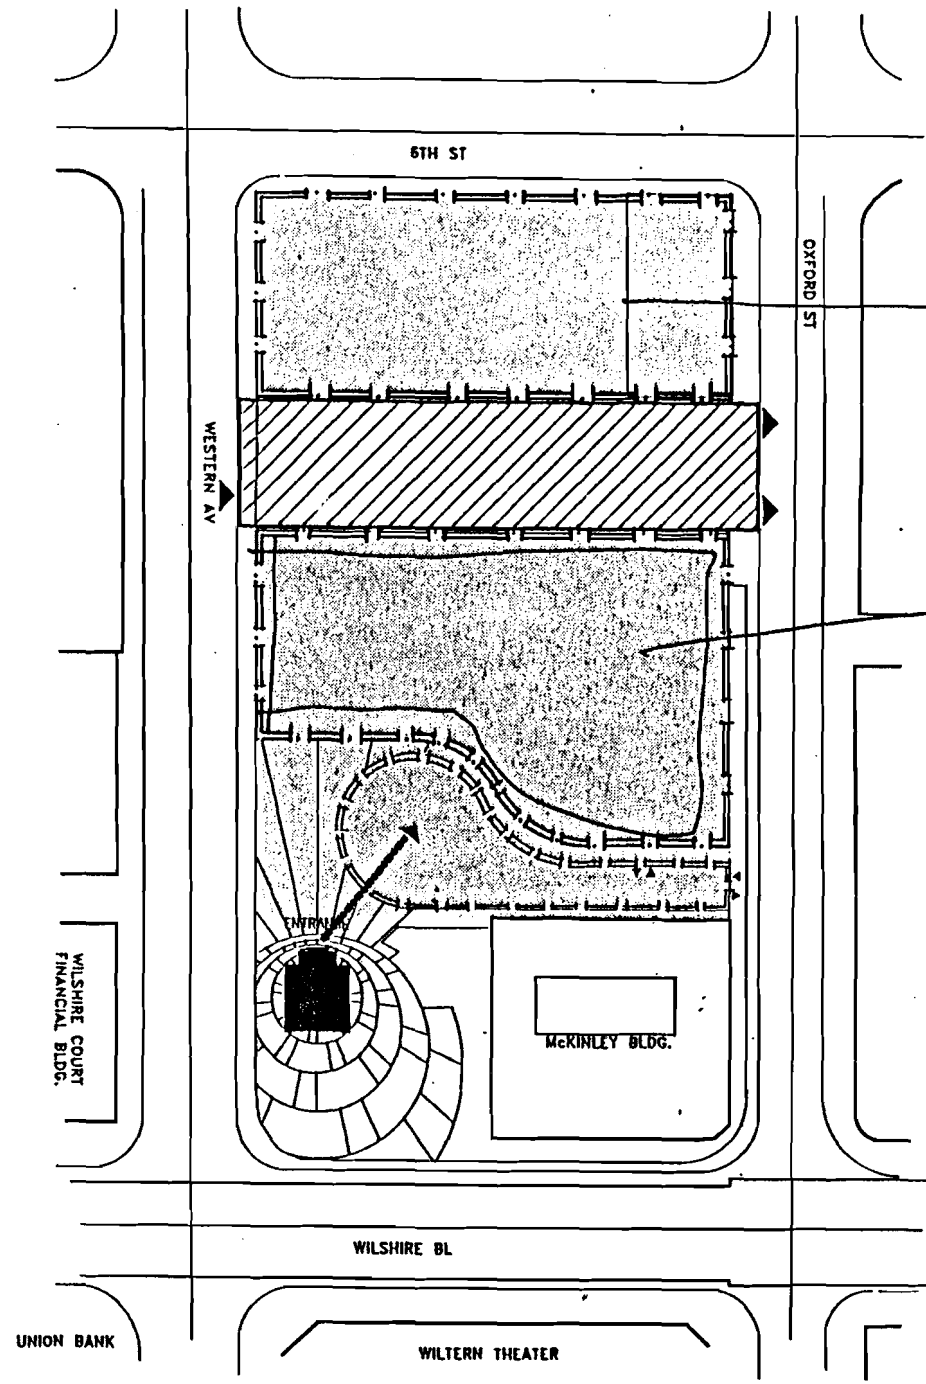 6TH ST
OXFORD ST
WESTERN AV
ENTRANCE
McKINLEY BLDG.
WILSHIRE COURT
FINANCIAL BLDG.
WILSHIRE BL
UNION BANK
WILTERN THEATER